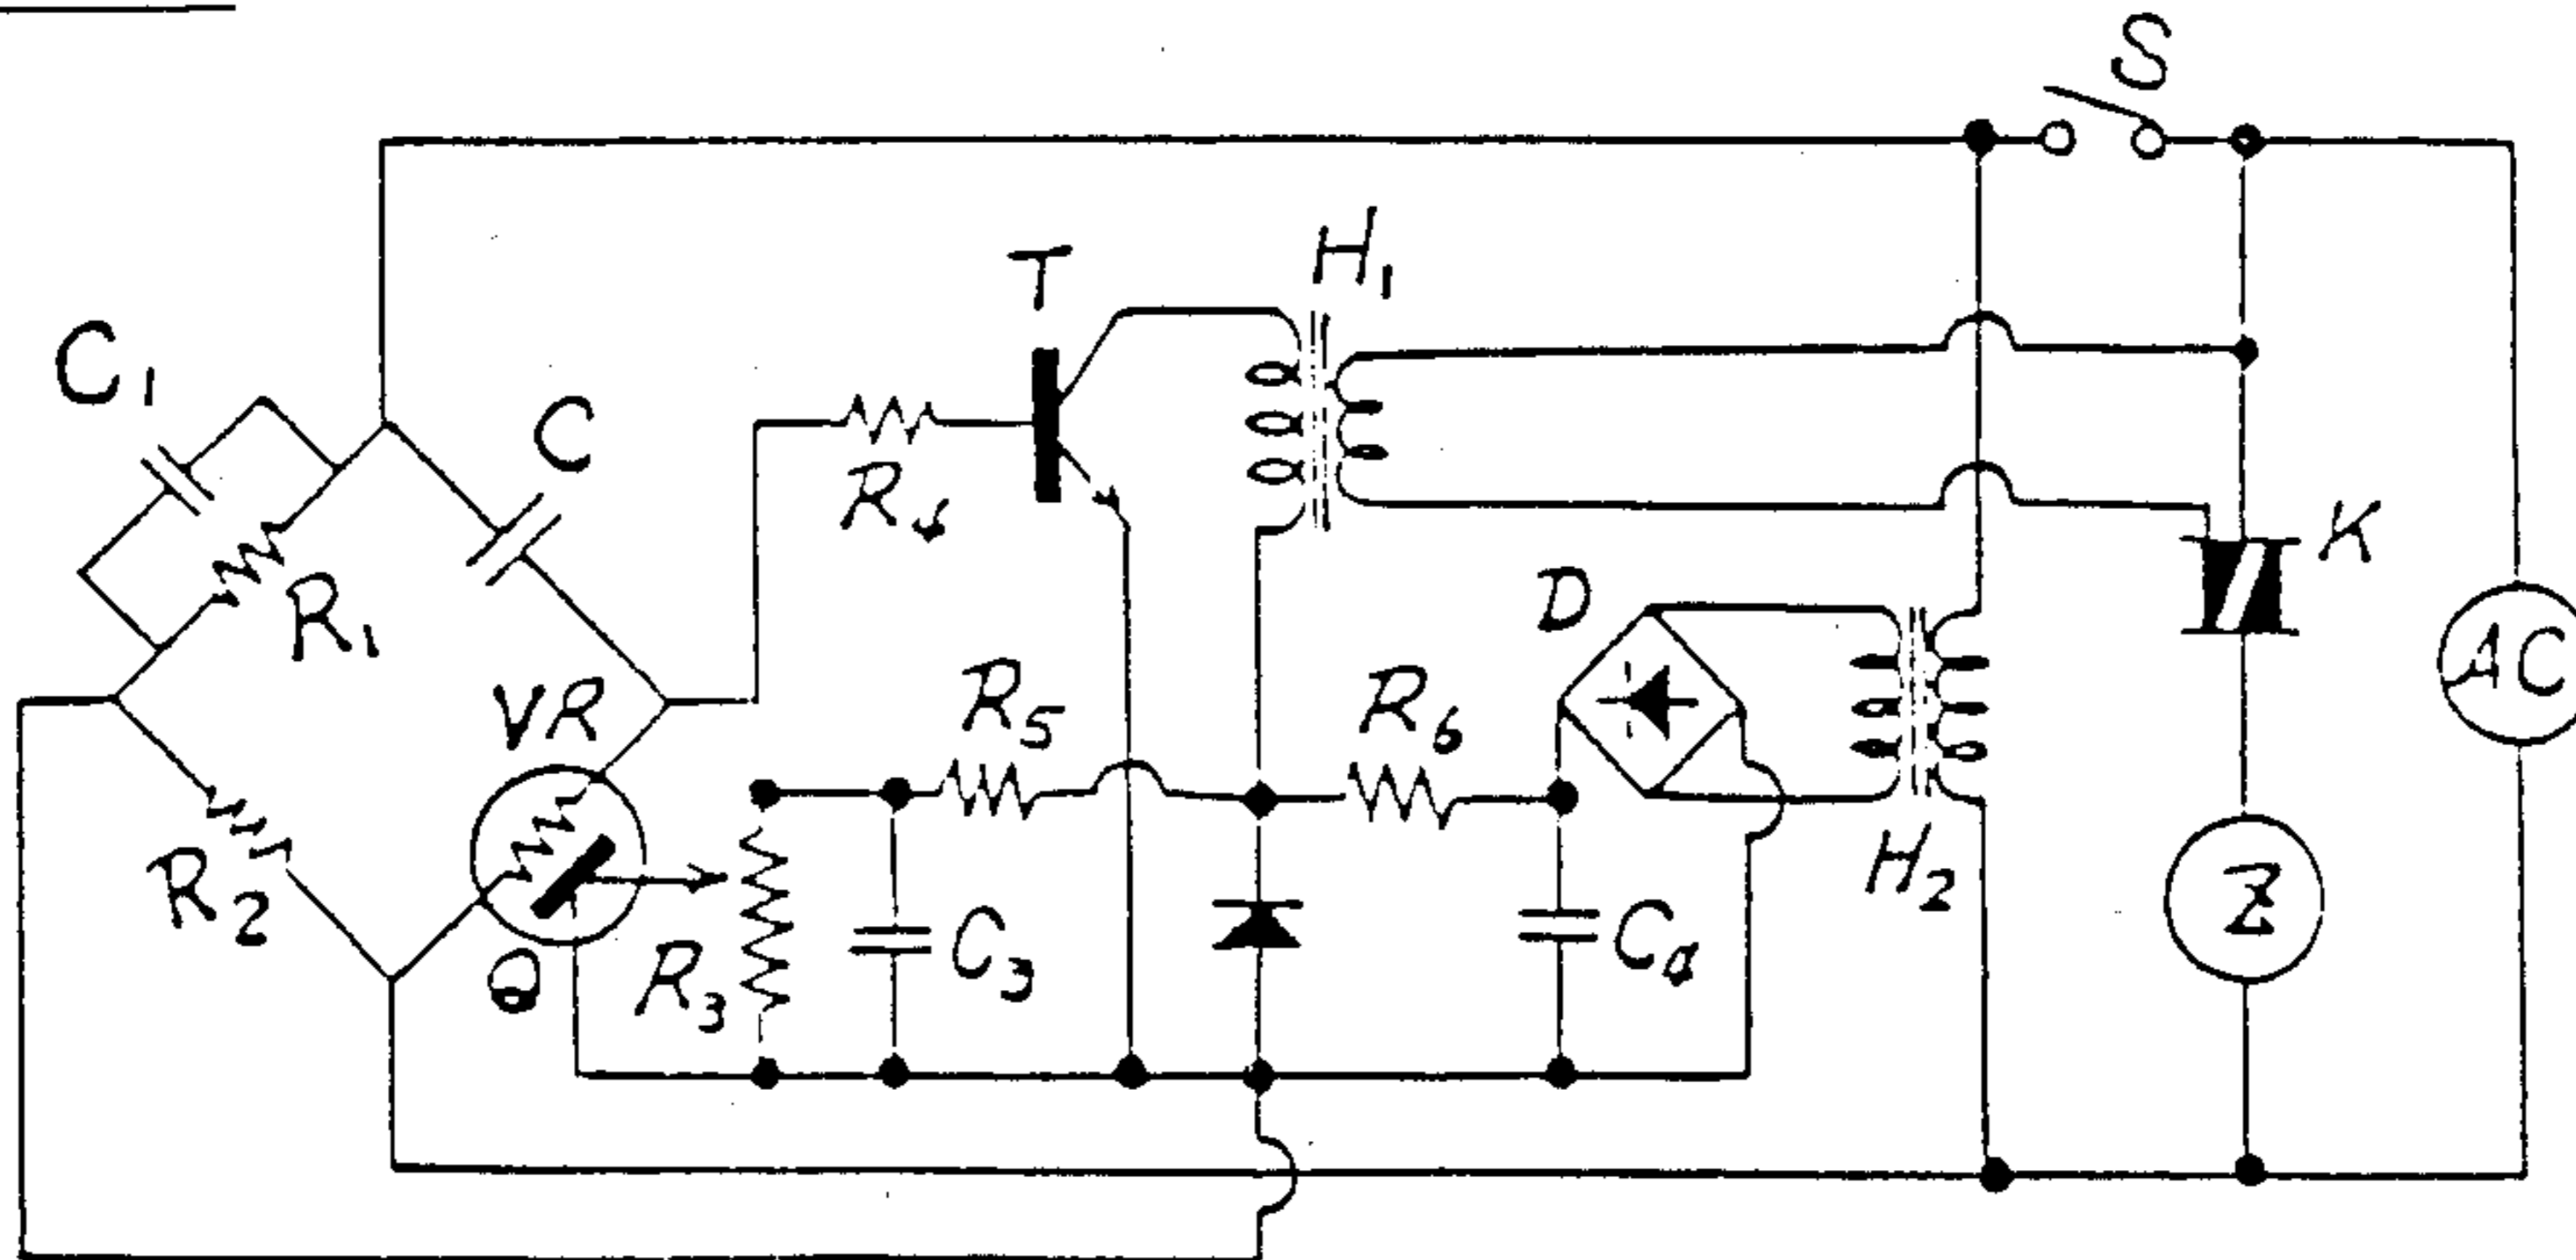 S
H₁
T
C₁
C
R₄
K
R₁
D
AC
VR
R₅
R₆
R₂
H₂
Z
Q
R₃
C₃
C₄